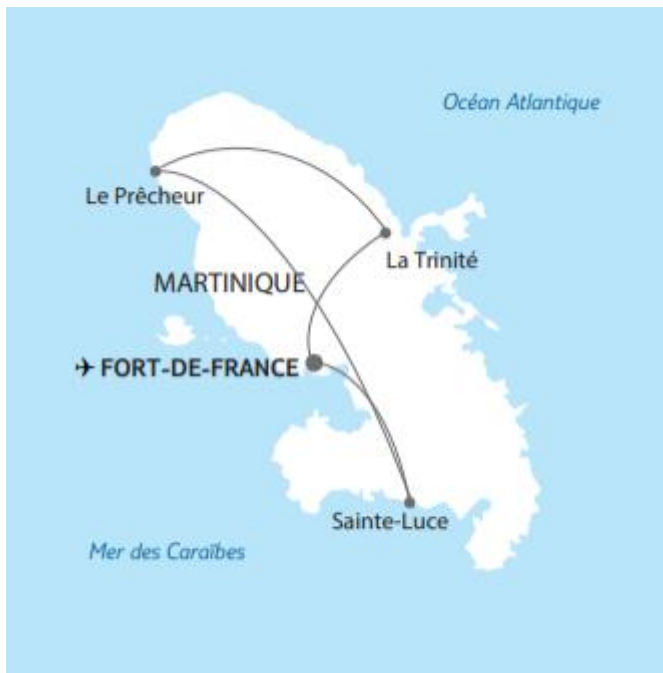 Océan Atlantique
Le Prêcheur
La Trinité
MARTINIQUE
✈ FORT-DE-FRANCE
Sainte-Luce
Mer des Caraïbes